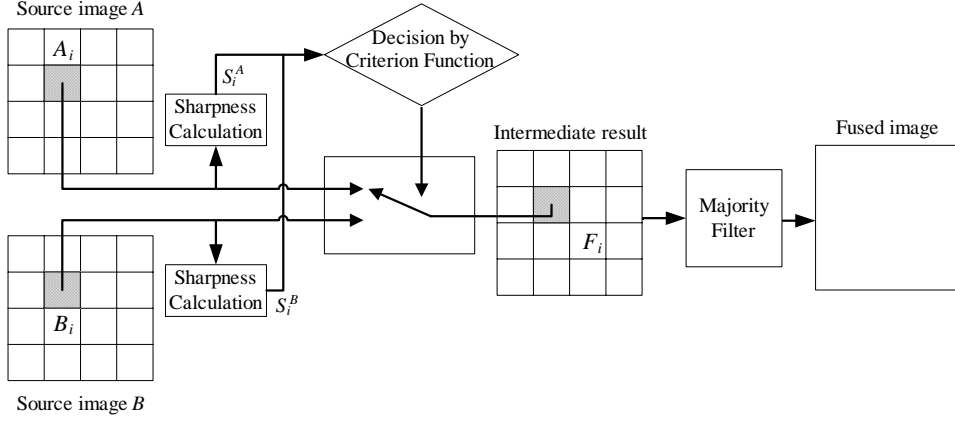 Source image A
A_i
S_i^A
Sharpness
Calculation
Decision by
Criterion Function
Intermediate result
F_i
Majority
Filter
Fused image
Sharpness
Calculation
S_i^B
B_i
Source image B